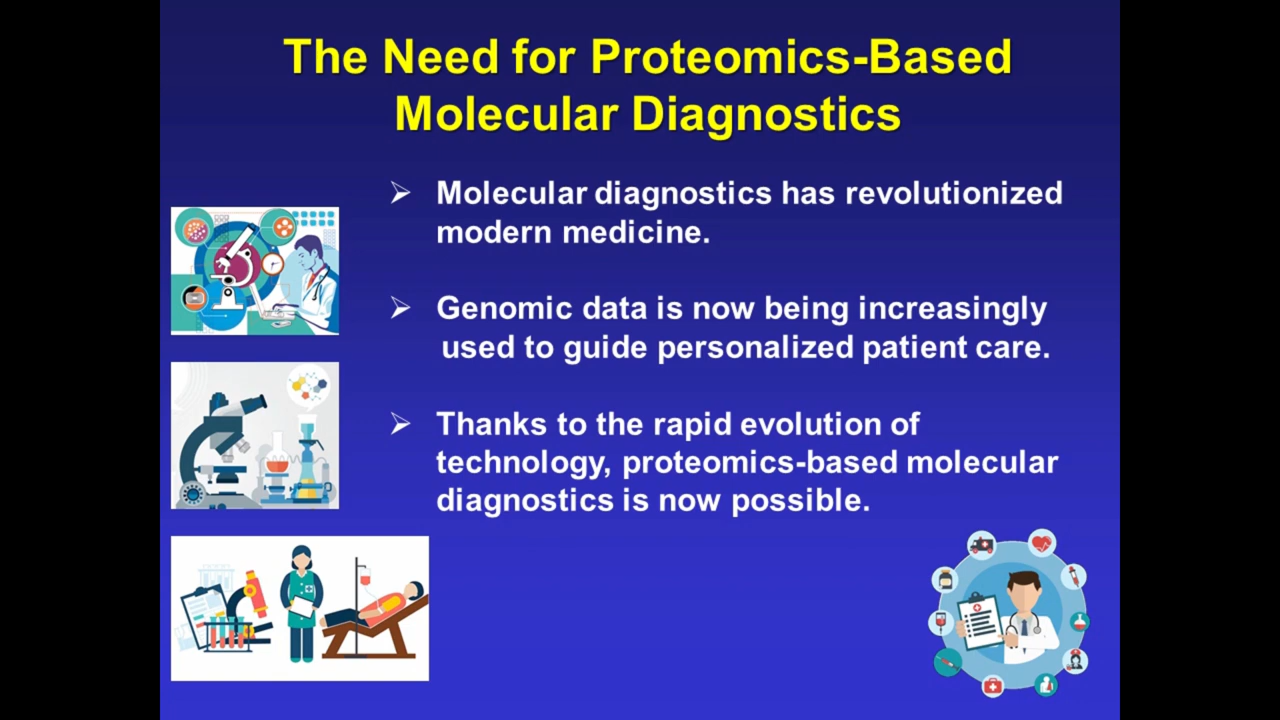 The Need for Proteomics-Based
Molecular Diagnostics
➢ Molecular diagnostics has revolutionized
modern medicine.
➢ Genomic data is now being increasingly
used to guide personalized patient care.
➢ Thanks to the rapid evolution of
technology, proteomics-based molecular
diagnostics is now possible.